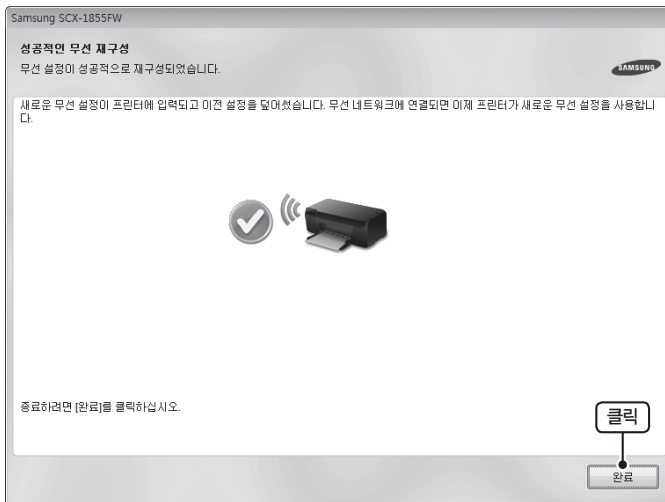 Samsung SCX-1855FW
성공적인 무선 재구성
무선 설정이 성공적으로 재구성되었습니다.
SAMSUNG
새로운 무선 설정이 프린터에 입력되고 이전 설정을 덮어썼습니다. 무선 네트워크에 연결되면 이제 프린터가 새로운 무선 설정을 사용합니
다.
종료하려면 [완료]를 클릭하십시오.
클릭
완료